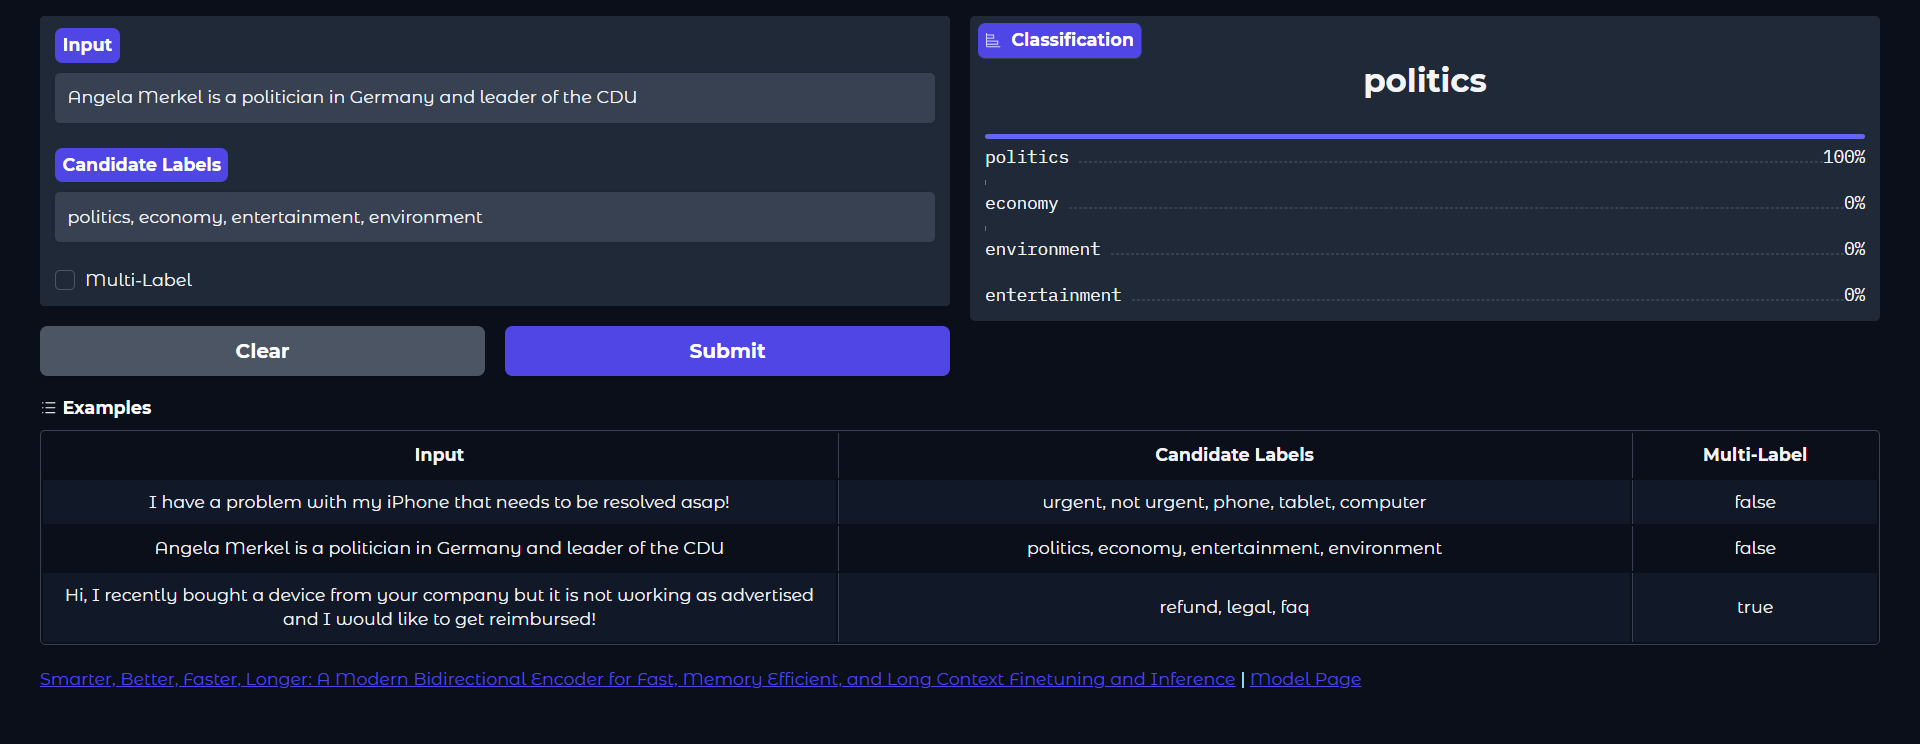 Input
Angela Merkel is a politician in Germany and leader of the CDU
Candidate Labels
politics, economy, entertainment, environment
Multi-Label
Clear
Submit
Classification
politics
politics 100%
economy 0%
environment 0%
entertainment 0%
Examples
Input Candidate Labels Multi-Label
I have a problem with my iPhone that needs to be resolved asap! urgent, not urgent, phone, tablet, computer false
Angela Merkel is a politician in Germany and leader of the CDU politics, economy, entertainment, environment false
Hi, I recently bought a device from your company but it is not working as advertised
and I would like to get reimbursed! refund, legal, faq true
Smarter, Better, Faster, Longer: A Modern Bidirectional Encoder for Fast, Memory Efficient, and Long Context Finetuning and Inference | Model Page